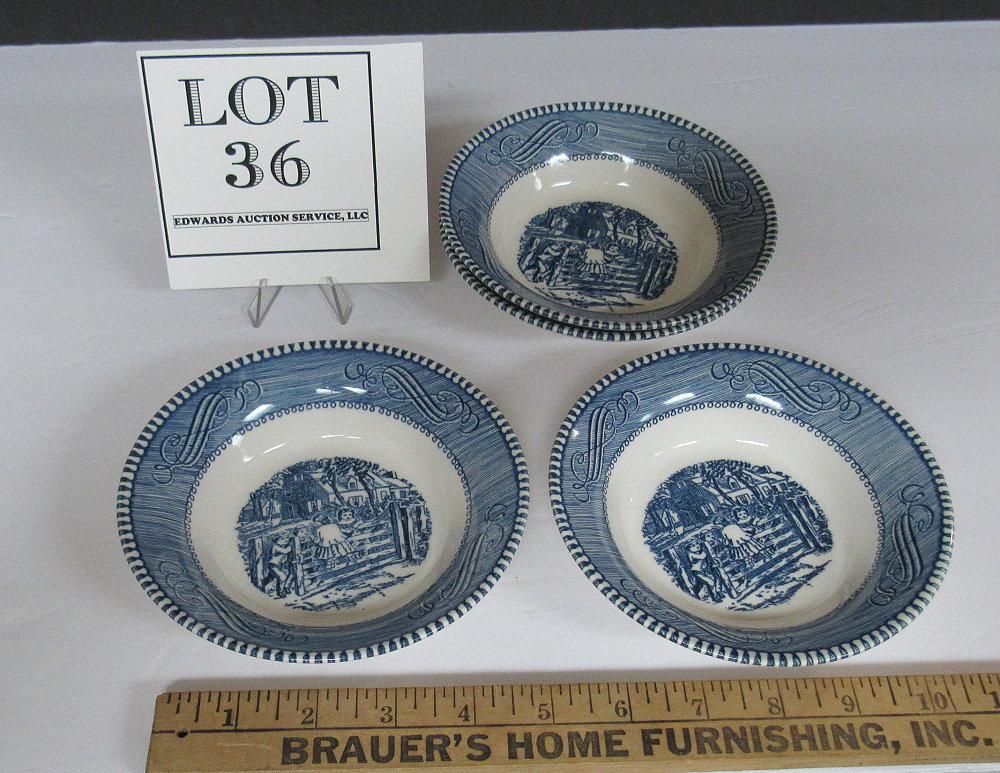 LOT
36
EDWARDS AUCTION SERVICE, LLC
1 2 3 4 5 6 7 8 9 10
BRAUER'S HOME FURNISHING, INC.